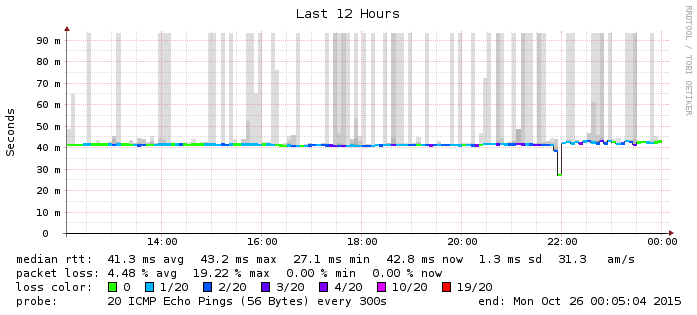 Last 12 Hours
RRDTOOL / TOBI OETIKER
Seconds
90 m
80 m
70 m
60 m
50 m
40 m
30 m
20 m
10 m
0
14:00 16:00 18:00 20:00 22:00 00:00
median rtt: 41.3 ms avg 43.2 ms max 27.1 ms min 42.8 ms now 1.3 ms sd 31.3 am/s
packet loss: 4.48 % avg 19.22 % max 0.00 % min 0.00 % now
loss color: 0 1/20 2/20 3/20 4/20 10/20 19/20
probe: 20 ICMP Echo Pings (56 Bytes) every 300s end: Mon Oct 26 00:05:04 2015